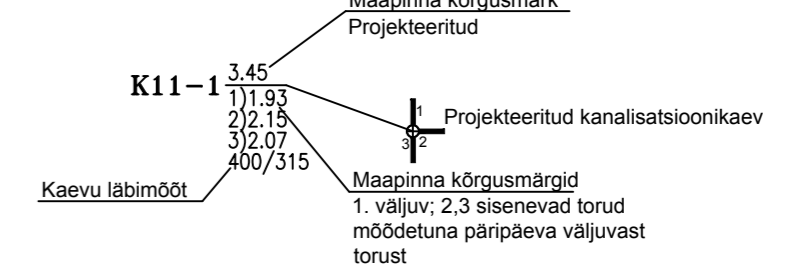 Maapinna kõrgusmärk
Projekteeritud
3.45
K11-1
1)1.93
2)2.15
3)2.07
400/315
1
3 2
Projekteeritud kanalisatsioonikaev
Kaevu läbimõõt
Maapinna kõrgusmärgid
1. väljuv; 2,3 sisenevad torud
mõõdetuna päripäeva väljuvast
torust